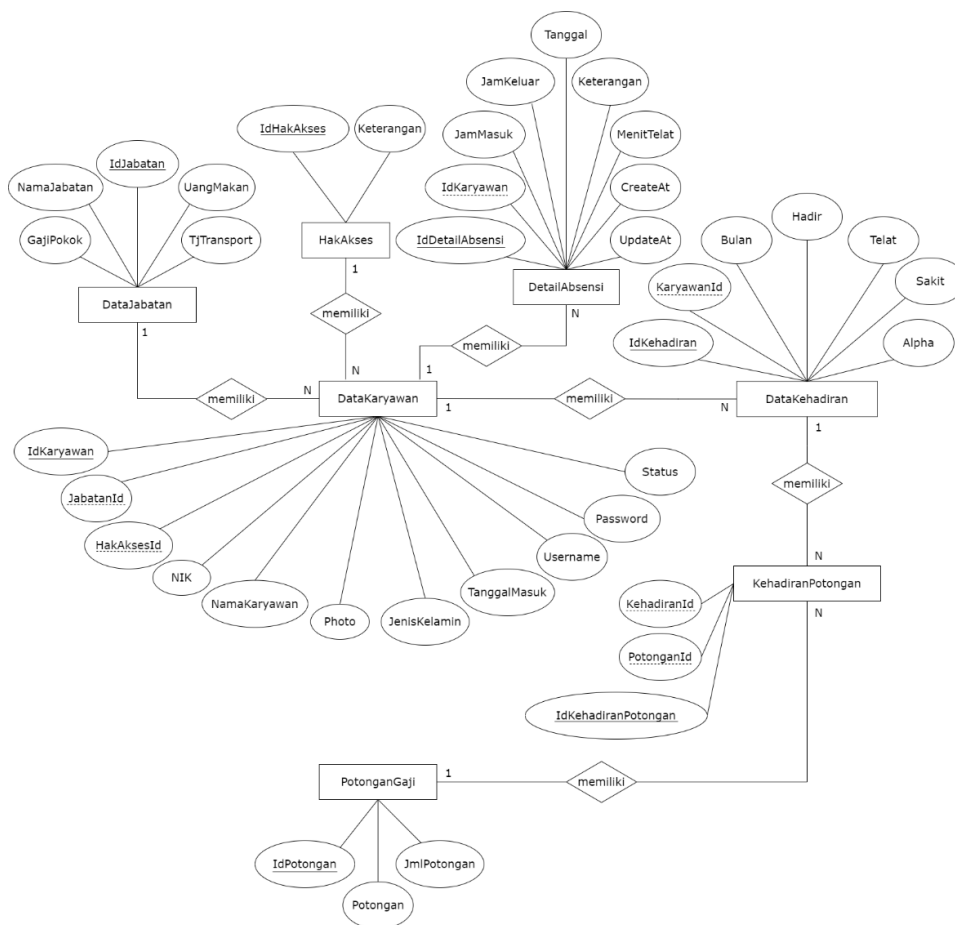 Tanggal
JamKeluar
Keterangan
IdHakAkses
Keterangan
JamMasuk
MenitTelat
IdJabatan
NamaJabatan
UangMakan
IdKaryawan
CreateAt
Hadir
GajiPokok
TjTransport
HakAkses
IdDetailAbsensi
UpdateAt
Bulan
Telat
1
DetailAbsensi
KaryawanId
Sakit
DataJabatan
N
1
memiliki
memiliki
IdKehadiran
Alpha
N
1
memiliki
N
DataKaryawan
1
memiliki
N
DataKehadiran
1
IdKaryawan
Status
memiliki
JabatanId
Password
HakAksesId
Username
NIK
TanggalMasuk
N
NamaKaryawan
KehadiranPotongan
Photo
JenisKelamin
KehadiranId
N
PotonganId
IdKehadiranPotongan
PotonganGaji
1
memiliki
IdPotongan
JmlPotongan
Potongan